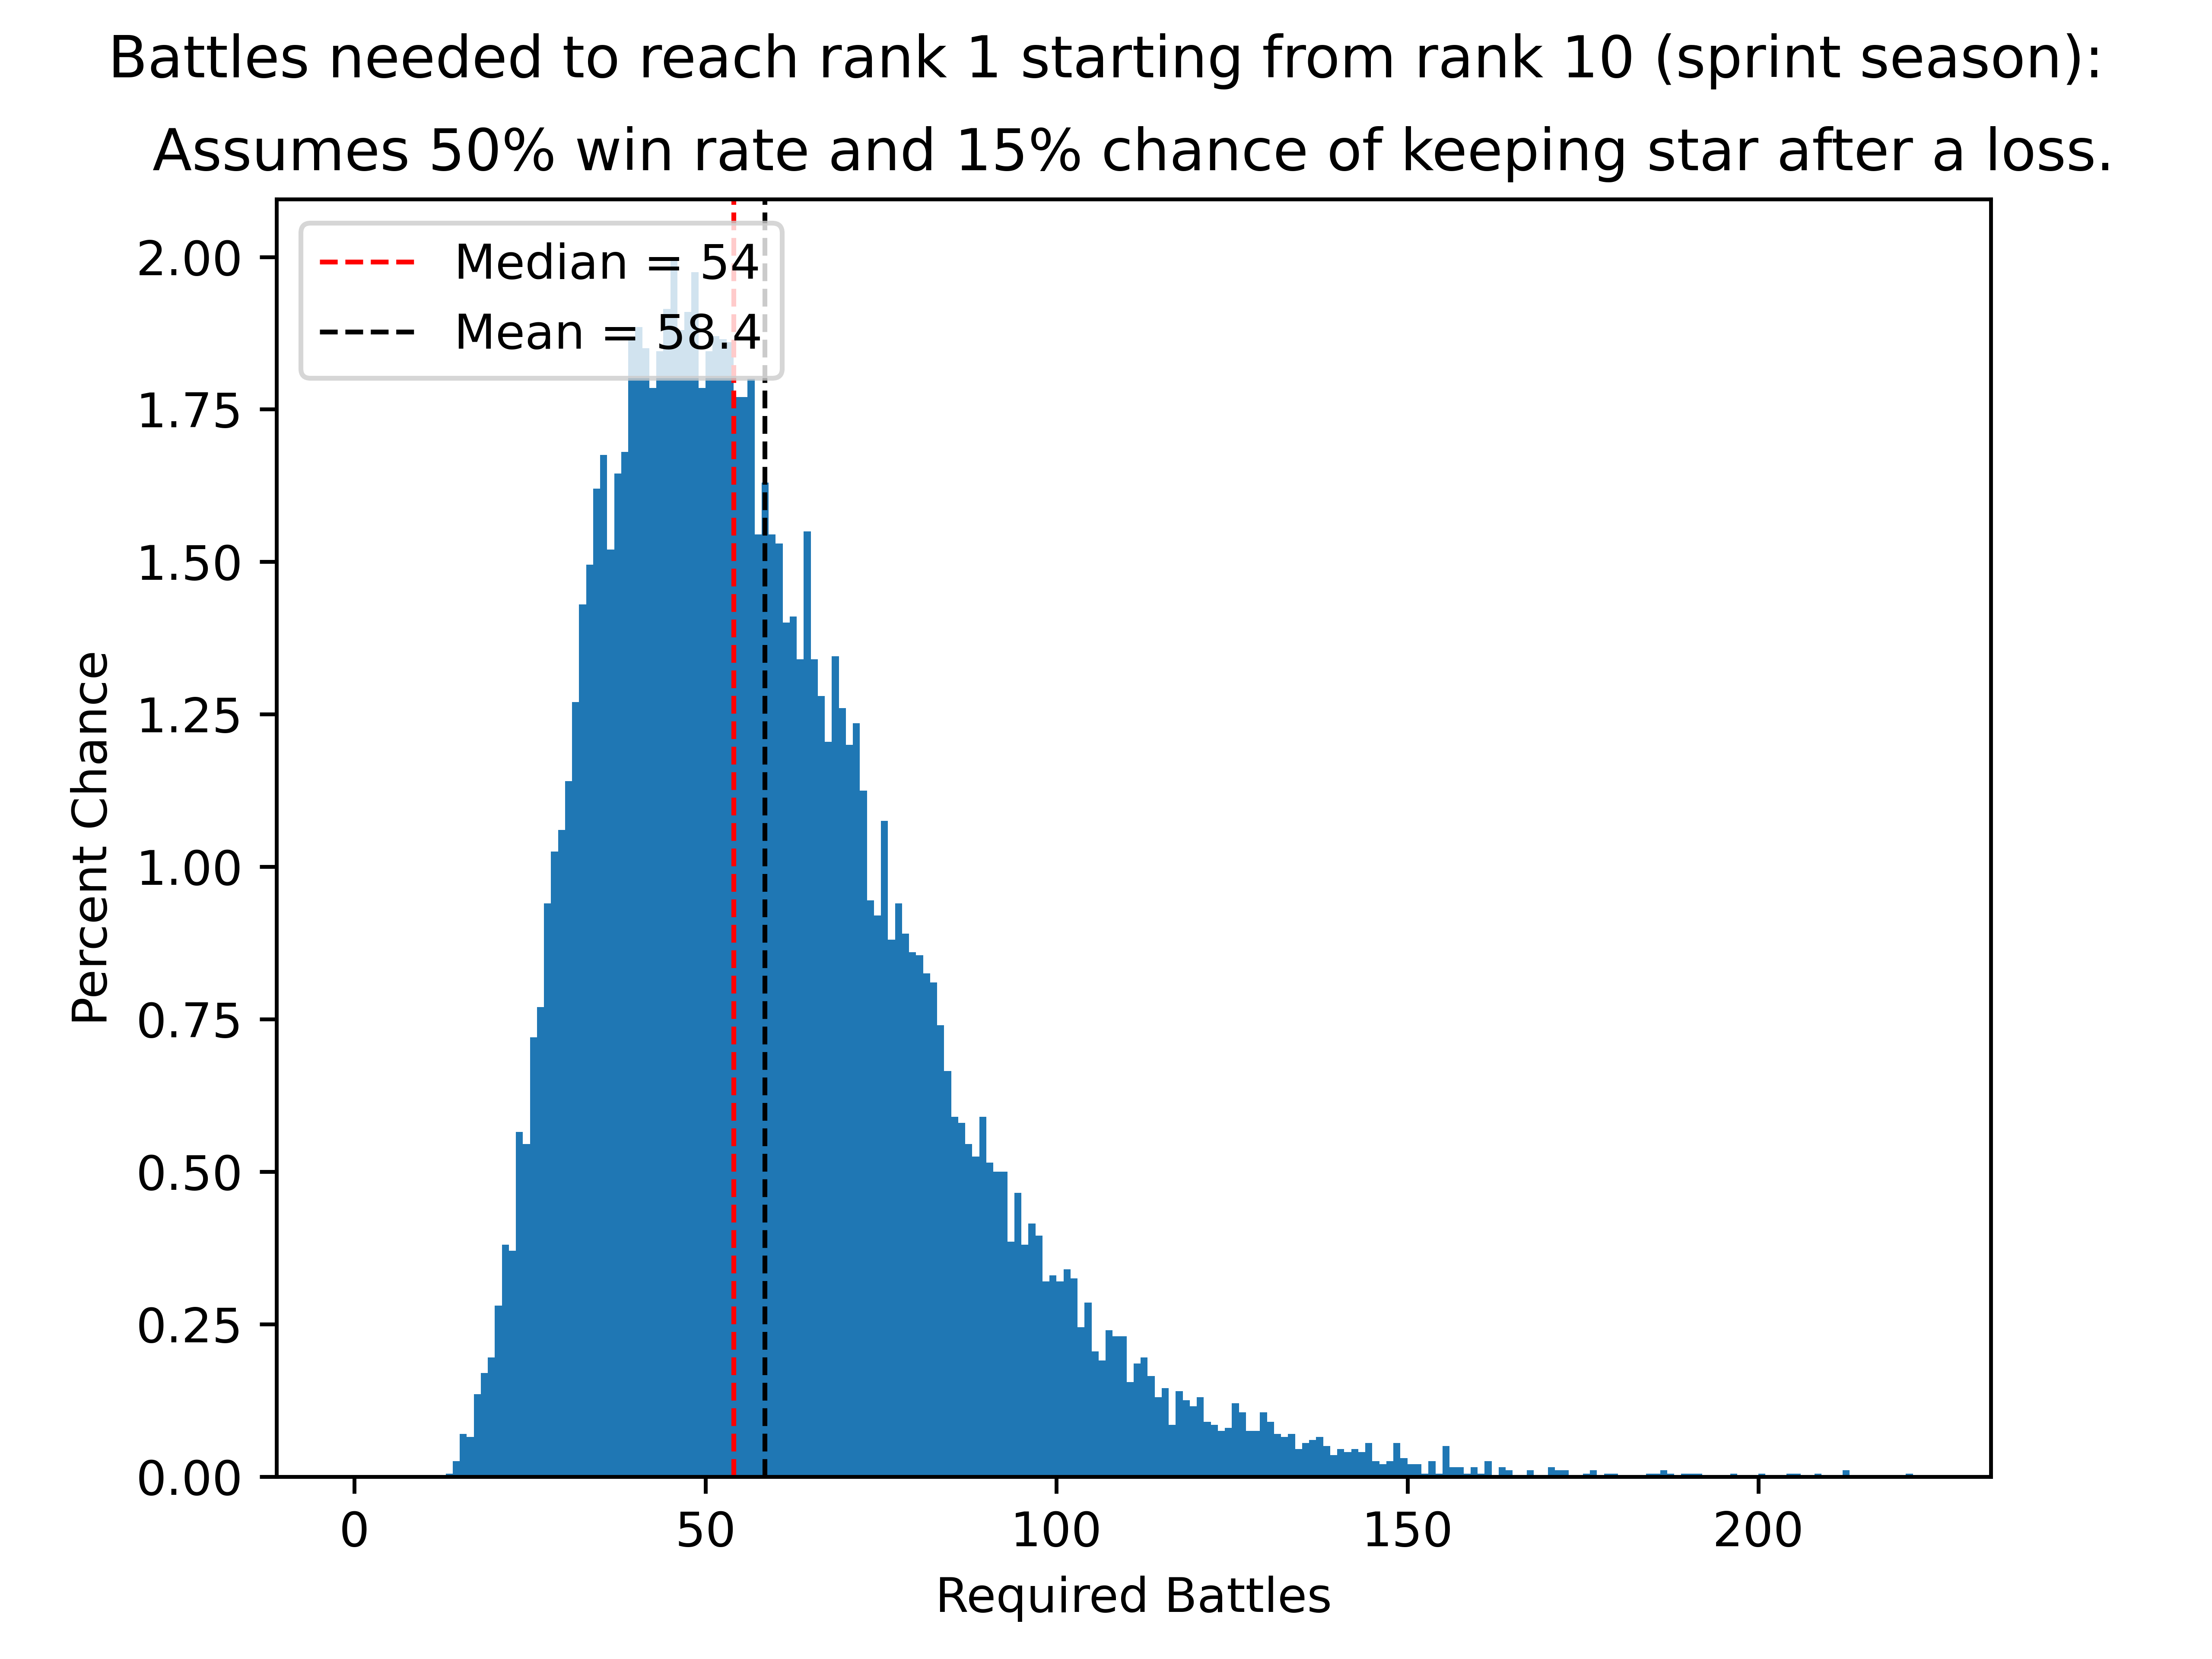 Battles needed to reach rank 1 starting from rank 10 (sprint season):
Assumes 50% win rate and 15% chance of keeping star after a loss.
Median = 54
Mean = 58.4
2.00
1.75
1.50
1.25
1.00
0.75
0.50
0.25
0.00
Percent Chance
0 50 100 150 200
Required Battles